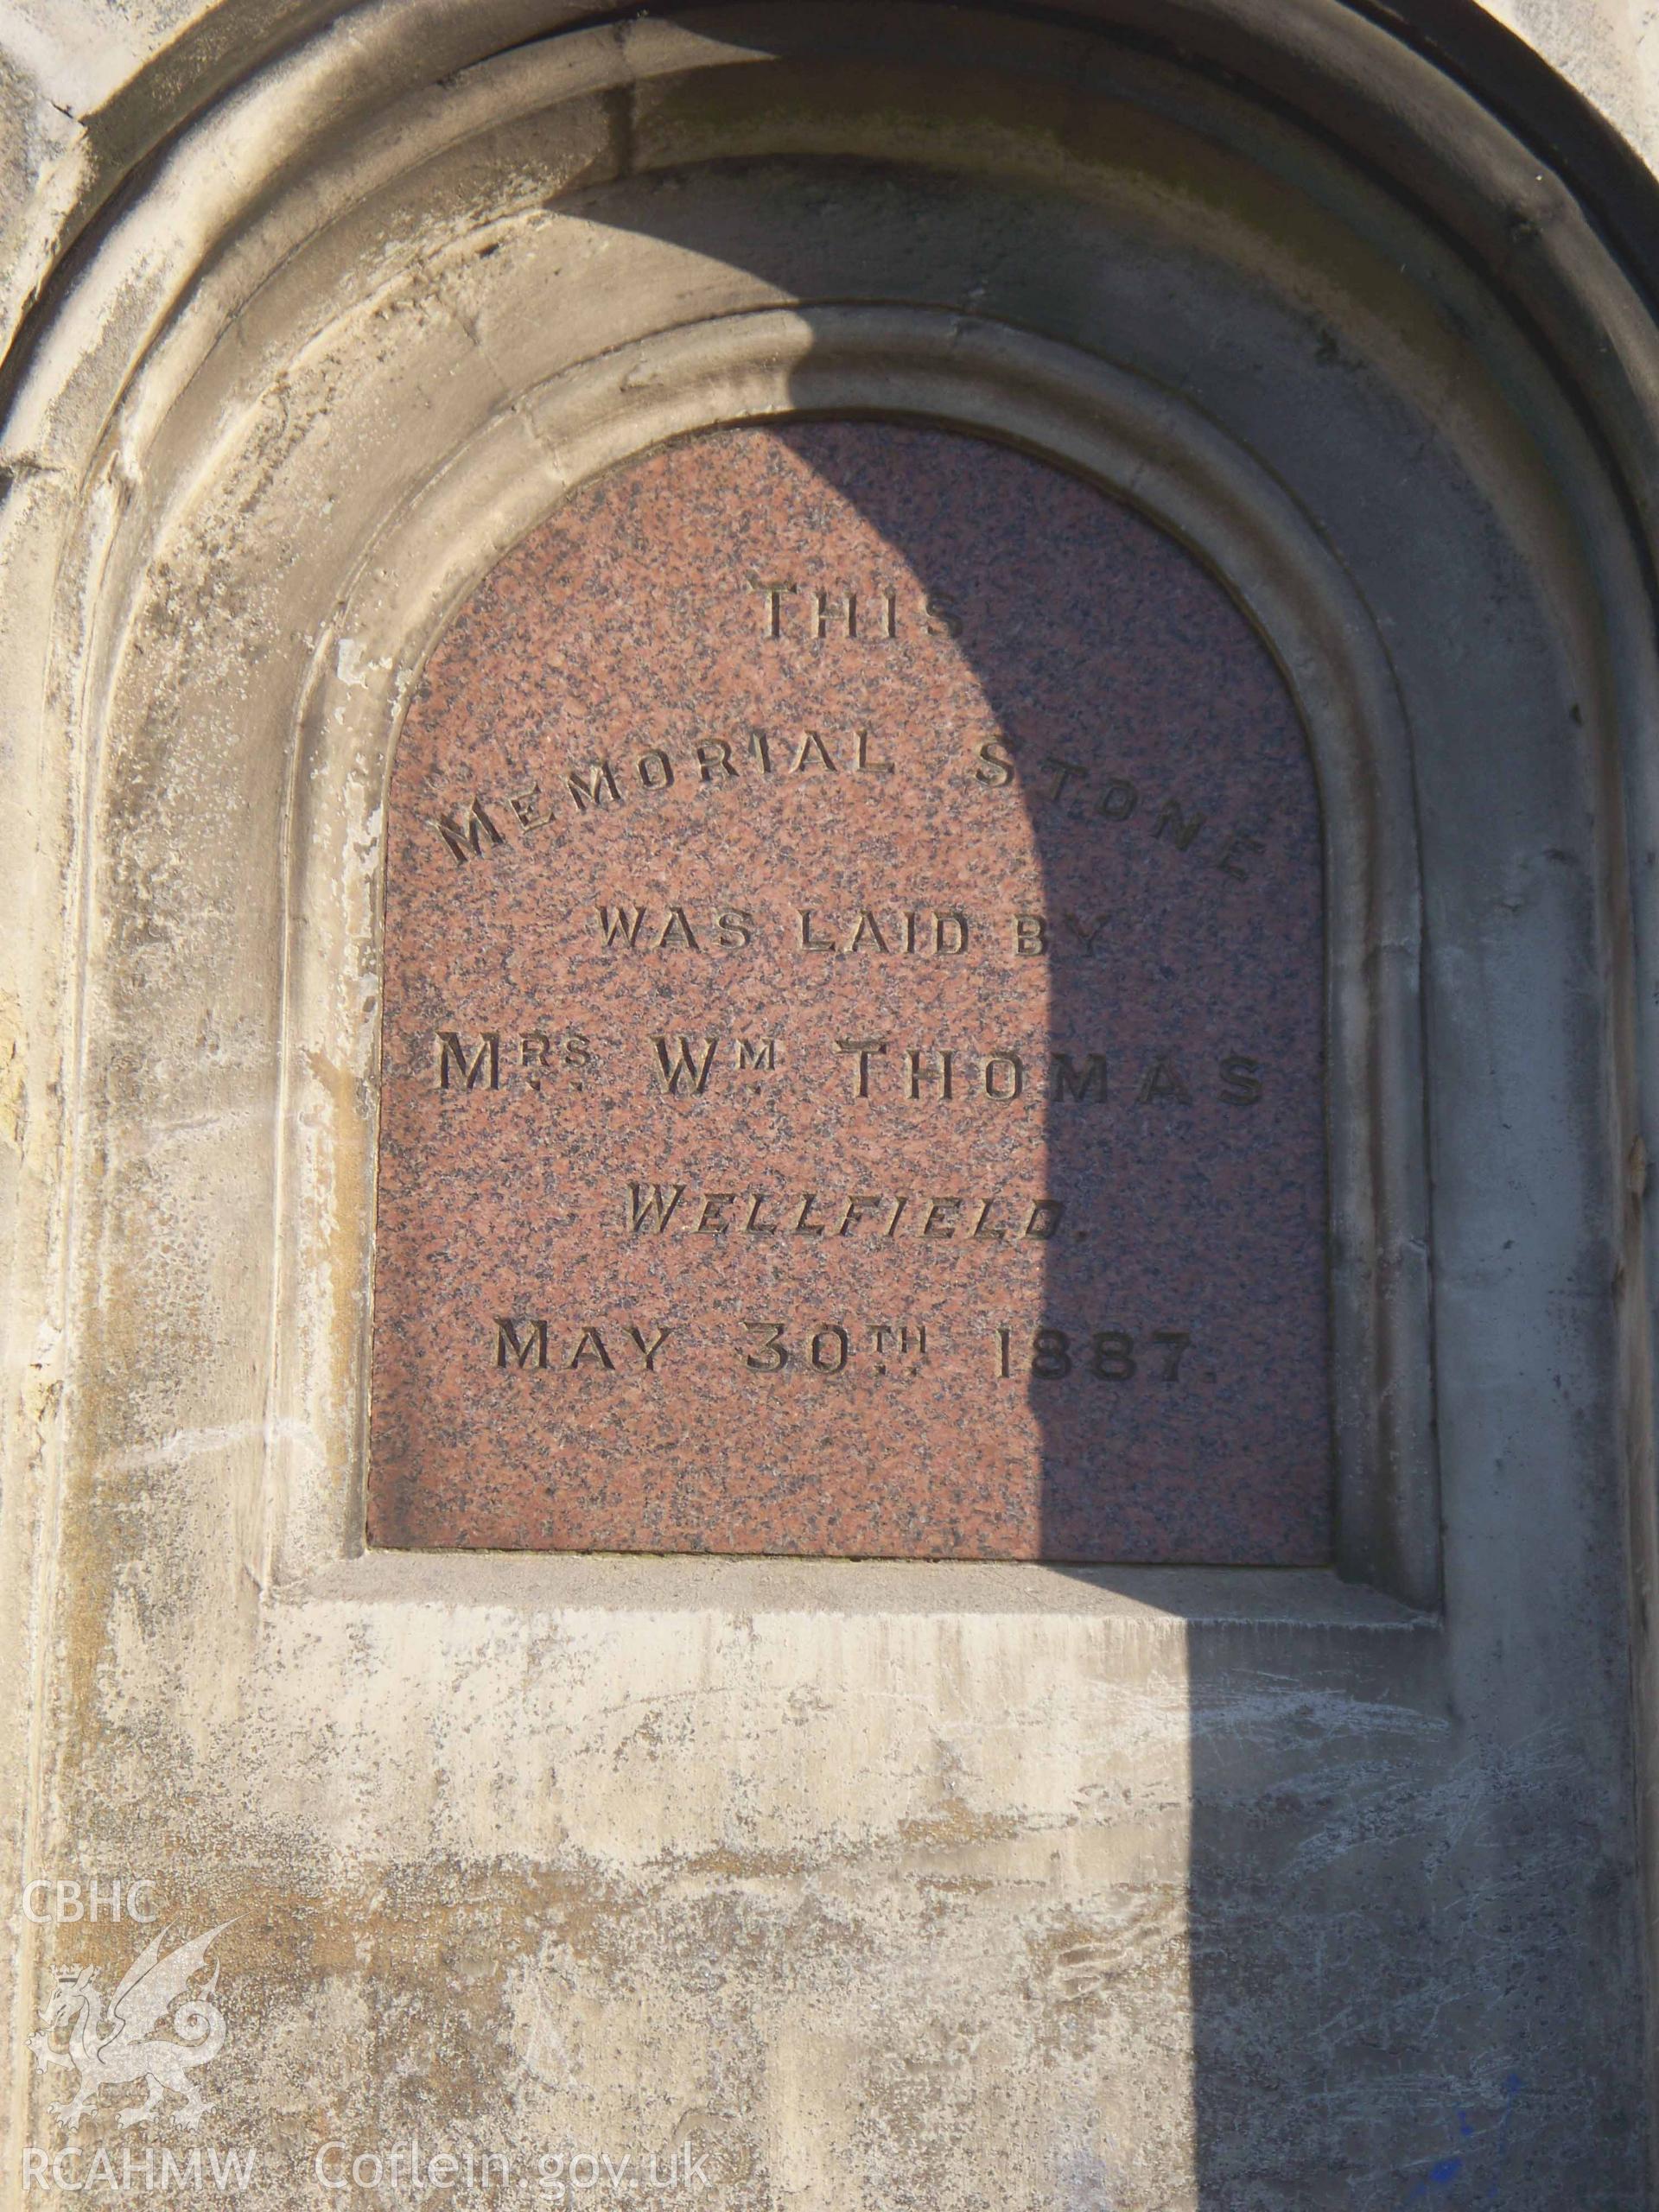 THIS
MEMORIAL STONE
WAS LAID BY
MRS. WM. THOMAS
WELLFIELD.
MAY 30TH. 1887.
CBHC
RCAHMW Coflein.gov.uk